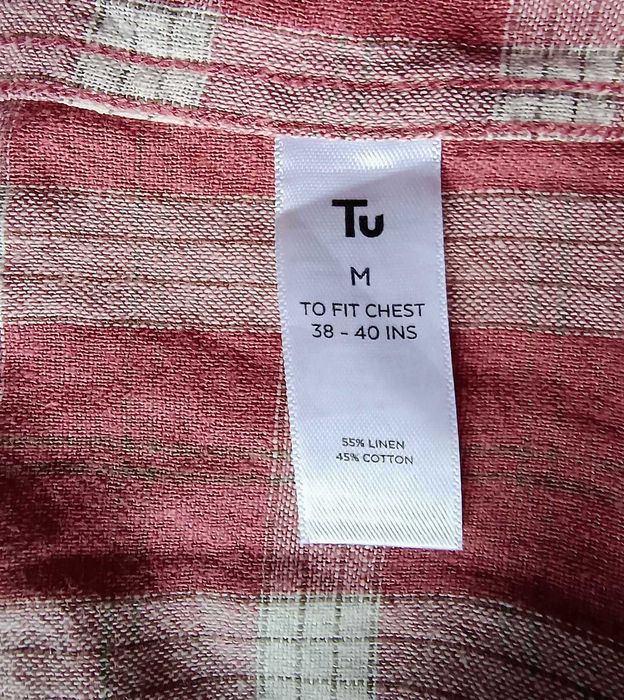 Tu
M
TO FIT CHEST
38 - 40 INS
55% LINEN
45% COTTON